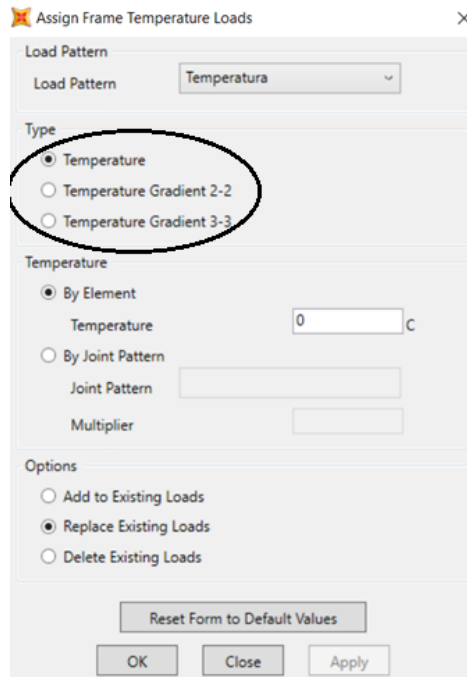 Assign Frame Temperature Loads
Load Pattern
Load Pattern Temperatura
Type
Temperature
Temperature Gradient 2-2
Temperature Gradient 3-3
Temperature
By Element
Temperature 0 C
By Joint Pattern
Joint Pattern
Multiplier
Options
Add to Existing Loads
Replace Existing Loads
Delete Existing Loads
Reset Form to Default Values
OK Close Apply